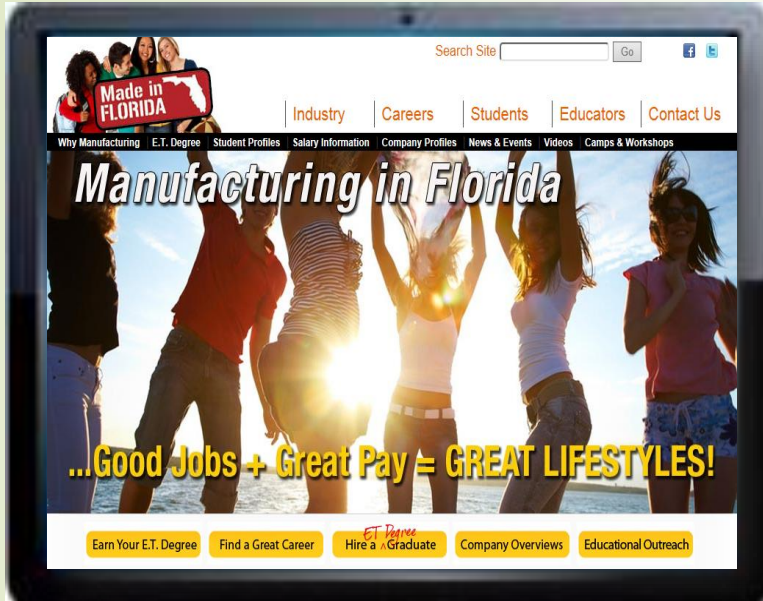 Search Site Go
Made in
FLORIDA
Industry Careers Students Educators Contact Us
Why Manufacturing E.T. Degree Student Profiles Salary Information Company Profiles News & Events Videos Camps & Workshops
Manufacturing in Florida
...Good Jobs + Great Pay = GREAT LIFESTYLES!
ET Degree
Earn Your E.T. Degree Find a Great Career Hire a ^Graduate Company Overviews Educational Outreach